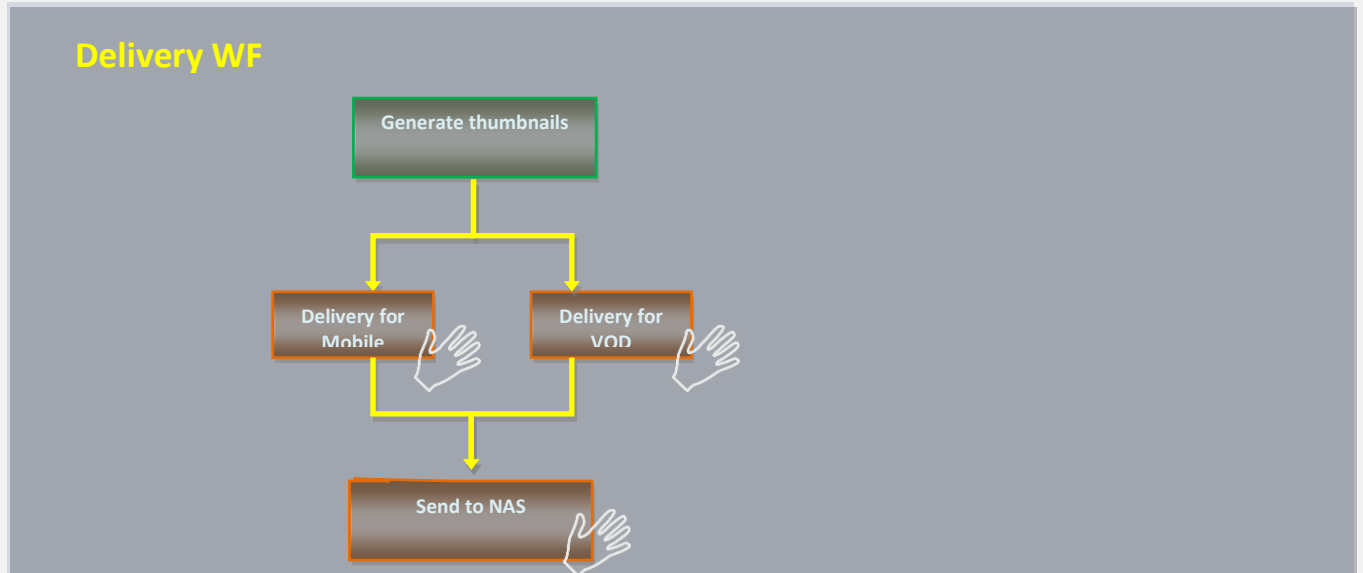 Delivery WF
Generate thumbnails
Delivery for
Mobile
Delivery for
VOD
Send to NAS